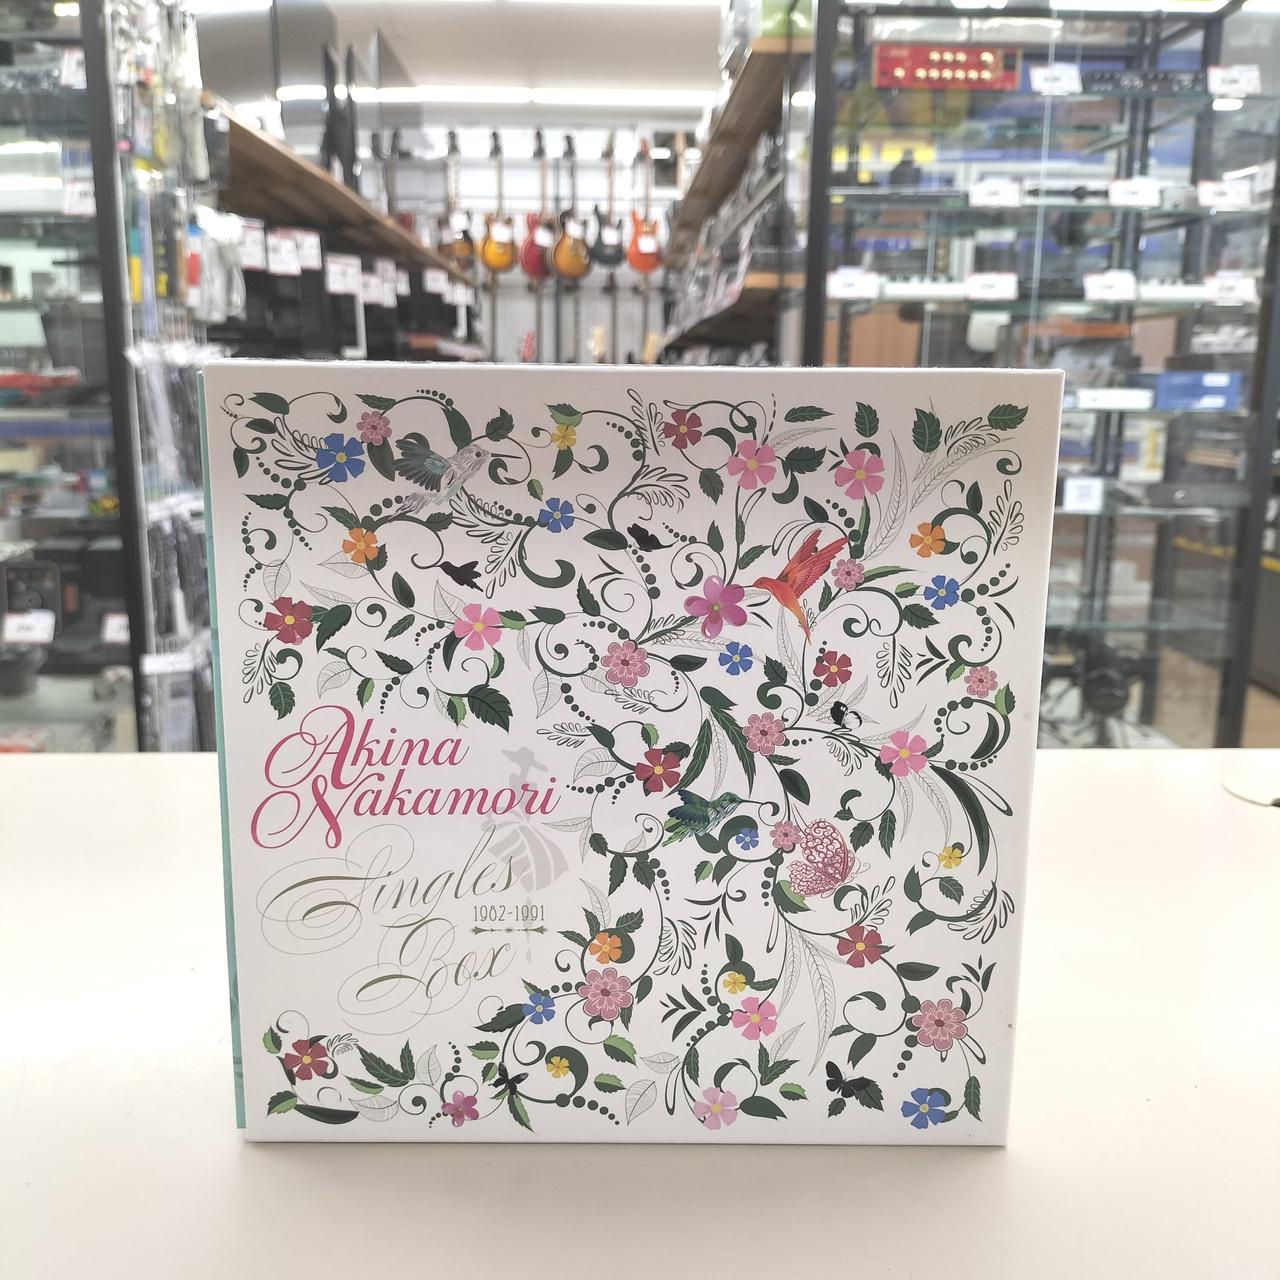 Akina
Nakamori
Singles
1982-1991
Box